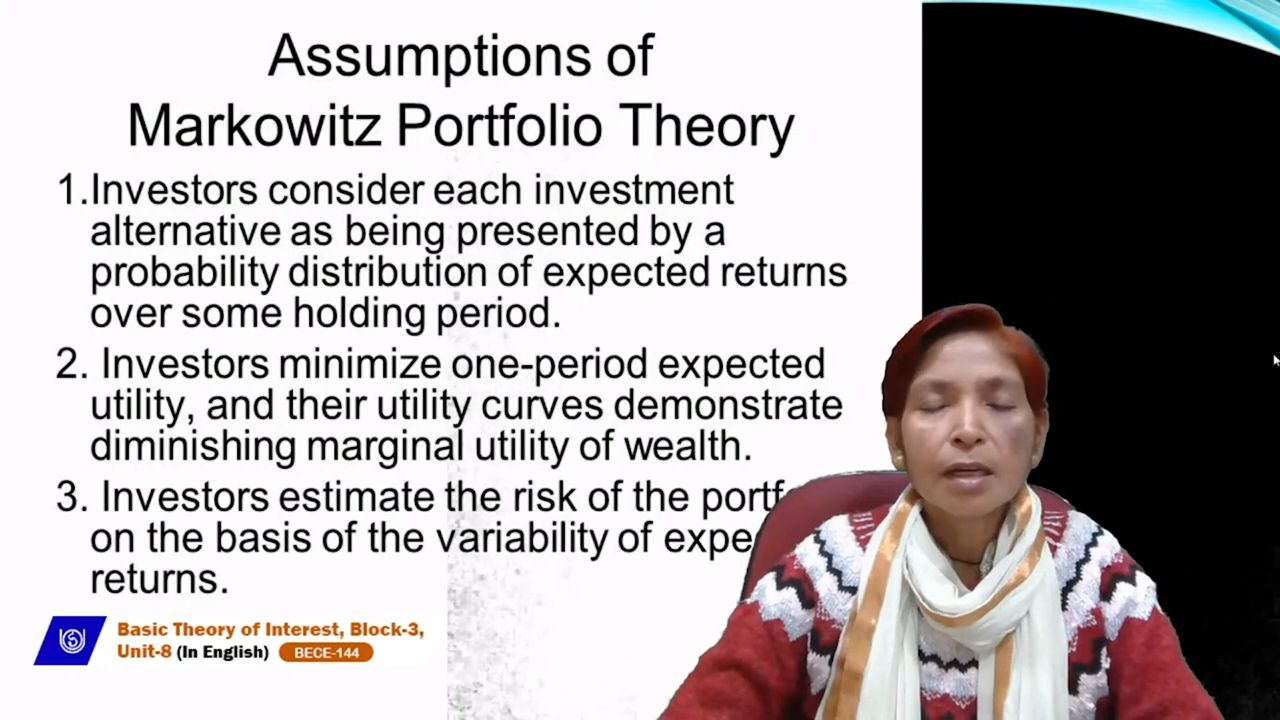 Assumptions of
Markowitz Portfolio Theory
1.Investors consider each investment
alternative as being presented by a
probability distribution of expected returns
over some holding period.
2. Investors minimize one-period expected
utility, and their utility curves demonstrate
diminishing marginal utility of wealth.
3. Investors estimate the risk of the
on the basis of the variability of
returns.
Basic Theory of Interest, Block-3,
Unit-8 (In English) BECE-144